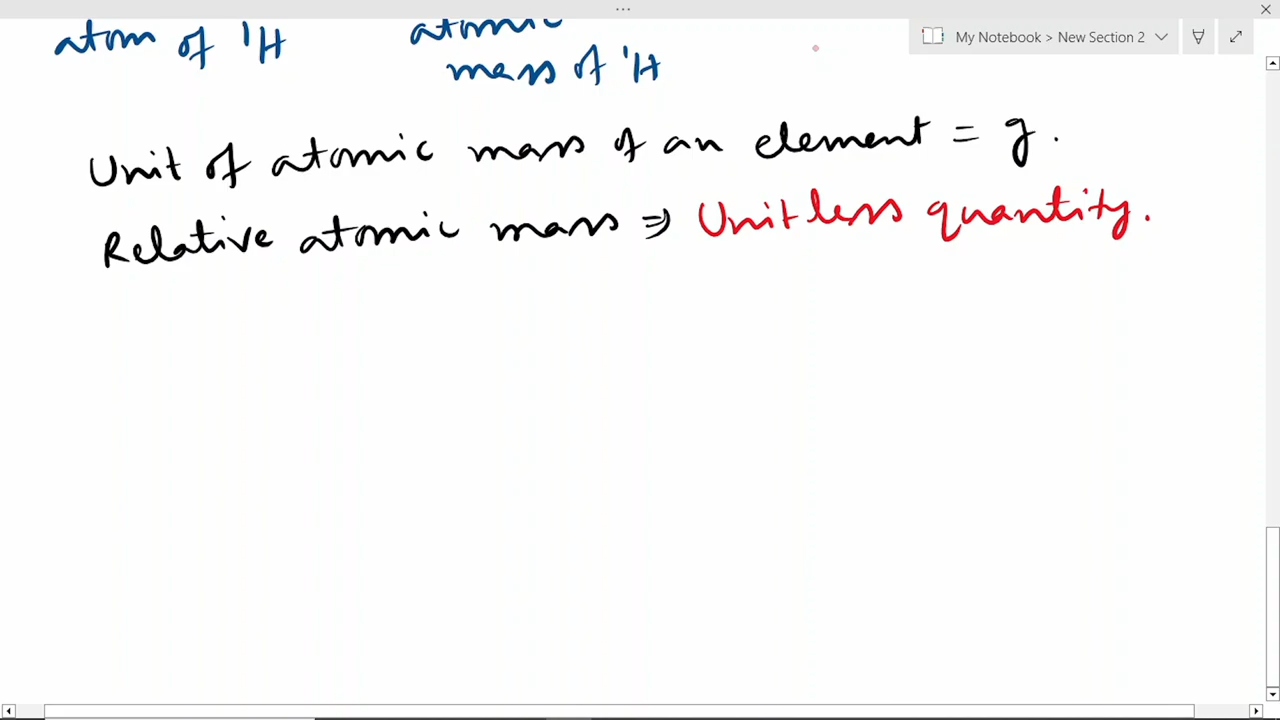 ...
My Notebook > New Section 2
atom of ¹H atomic
mass of ¹H
Unit of atomic mass of an element = g.
Relative atomic mass ⇒ Unitless quantity.